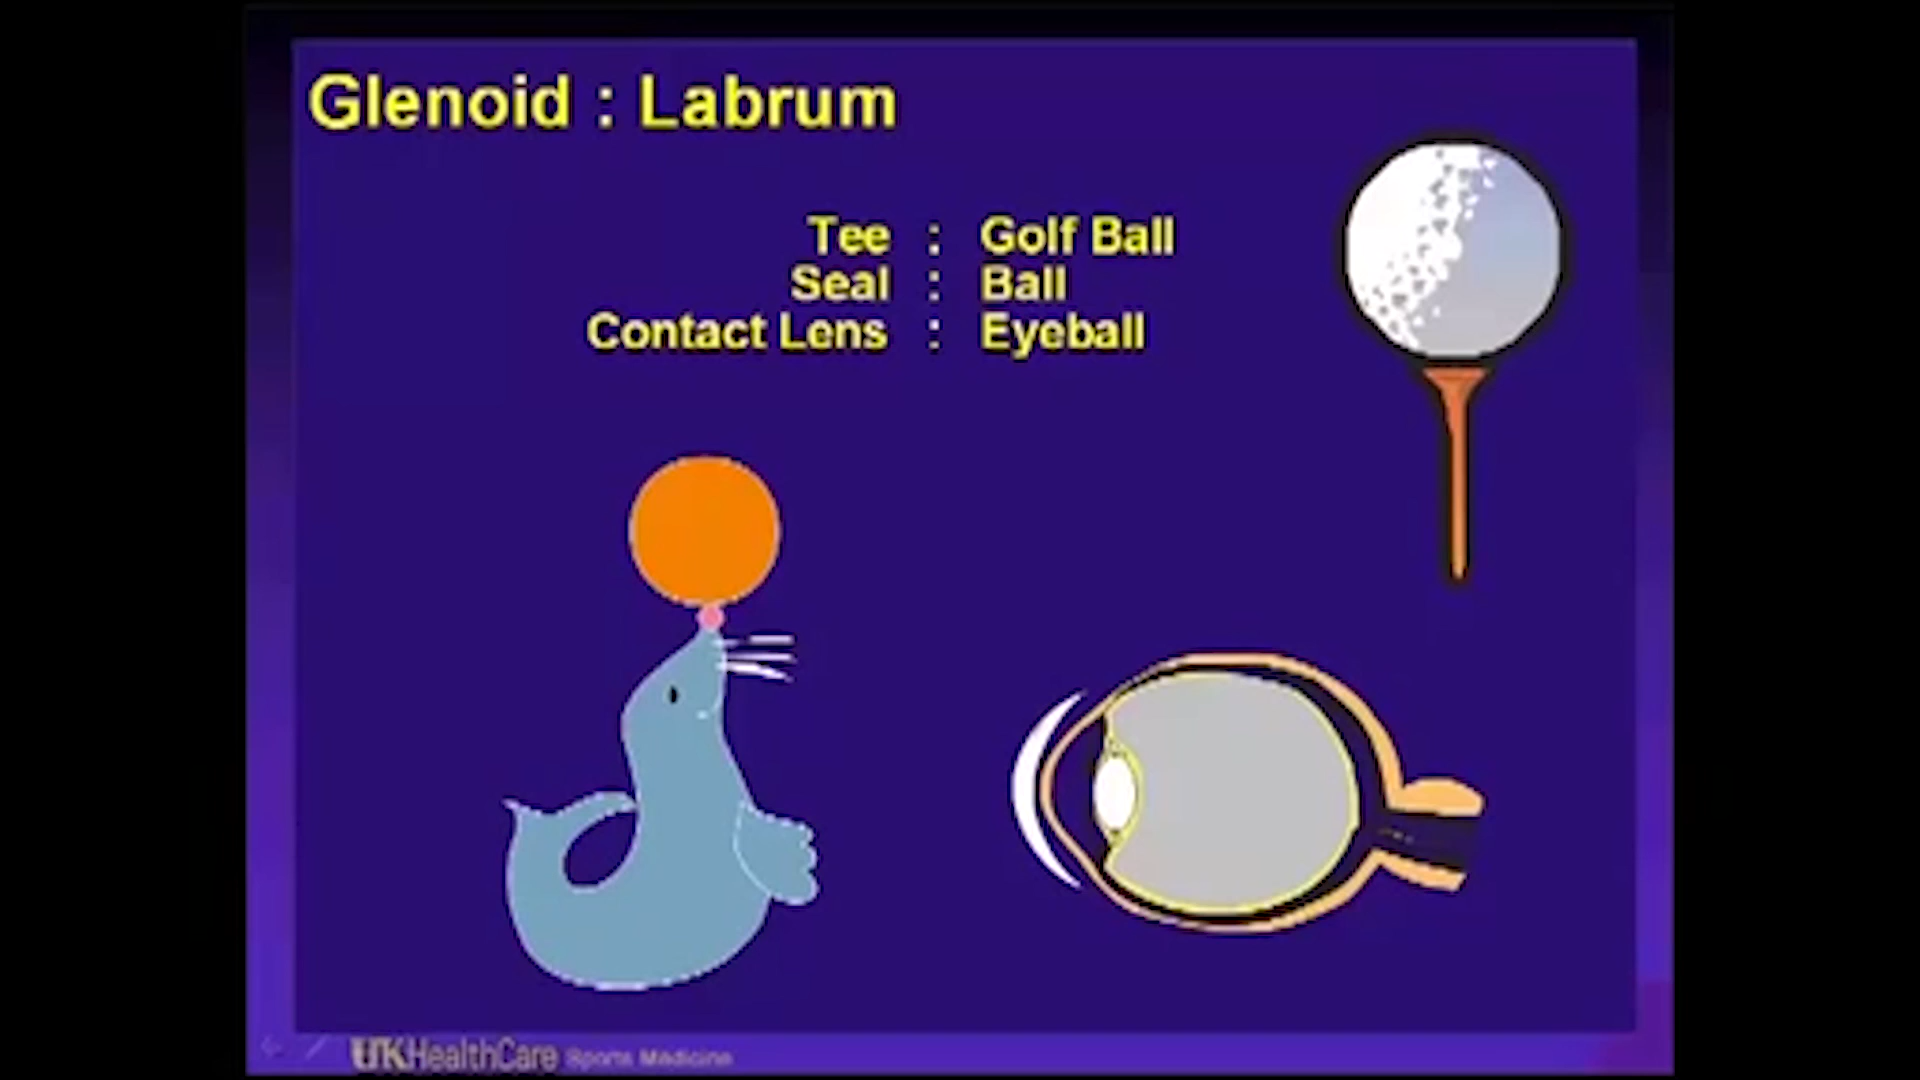 Glenoid : Labrum
Tee : Golf Ball
Seal : Ball
Contact Lens : Eyeball
UKHealthCare Sports Medicine